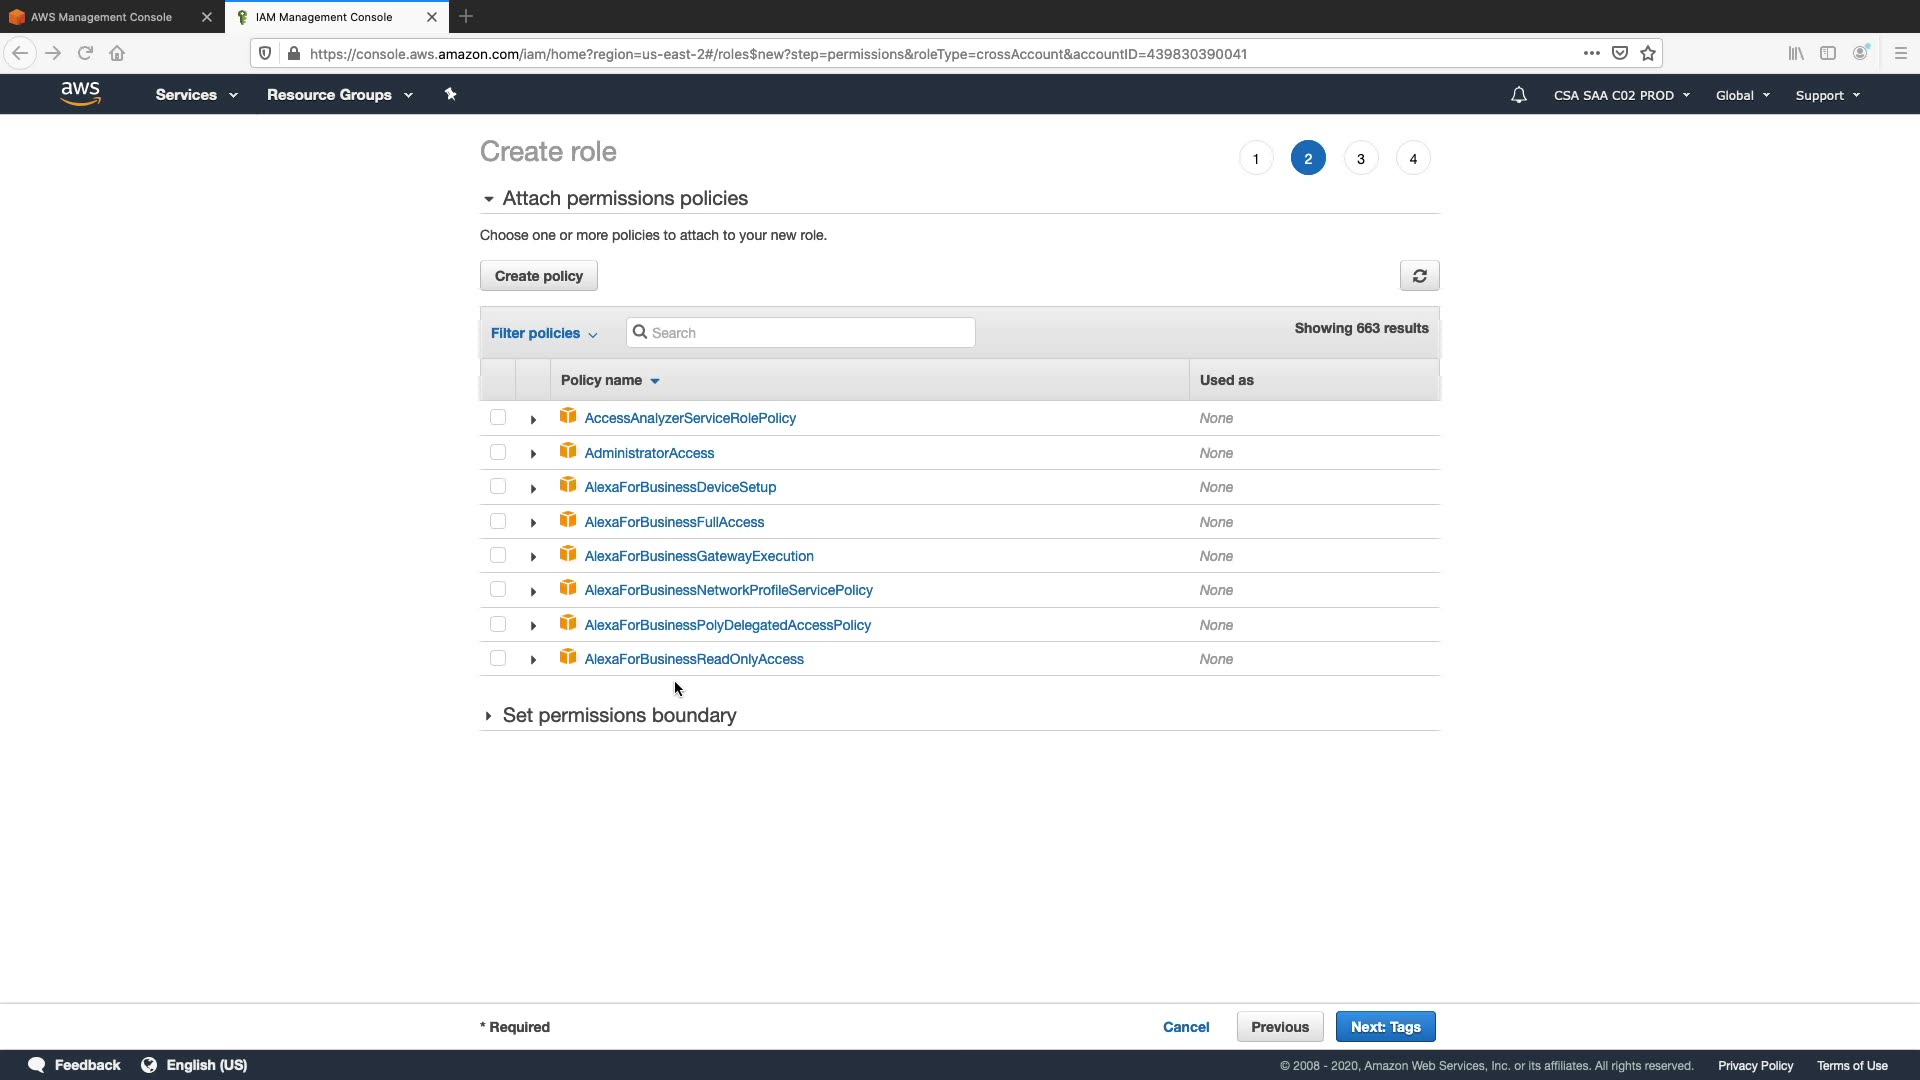 AWS Management Console
IAM Management Console
https://console.aws.amazon.com/iam/home?region=us-east-2#/roles$new?step=permissions&roleType=crossAccount&accountID=439830390041
aws
Services
Resource Groups
CSA SAA C02 PROD
Global
Support
Create role
1
2
3
4
Attach permissions policies
Choose one or more policies to attach to your new role.
Create policy
Filter policies
Search
Showing 663 results
Policy name
Used as
AccessAnalyzerServiceRolePolicy
None
AdministratorAccess
None
AlexaForBusinessDeviceSetup
None
AlexaForBusinessFullAccess
None
AlexaForBusinessGatewayExecution
None
AlexaForBusinessNetworkProfileServicePolicy
None
AlexaForBusinessPolyDelegatedAccessPolicy
None
AlexaForBusinessReadOnlyAccess
None
Set permissions boundary
* Required
Cancel
Previous
Next: Tags
Feedback
English (US)
© 2008 - 2020, Amazon Web Services, Inc. or its affiliates. All rights reserved.
Privacy Policy
Terms of Use